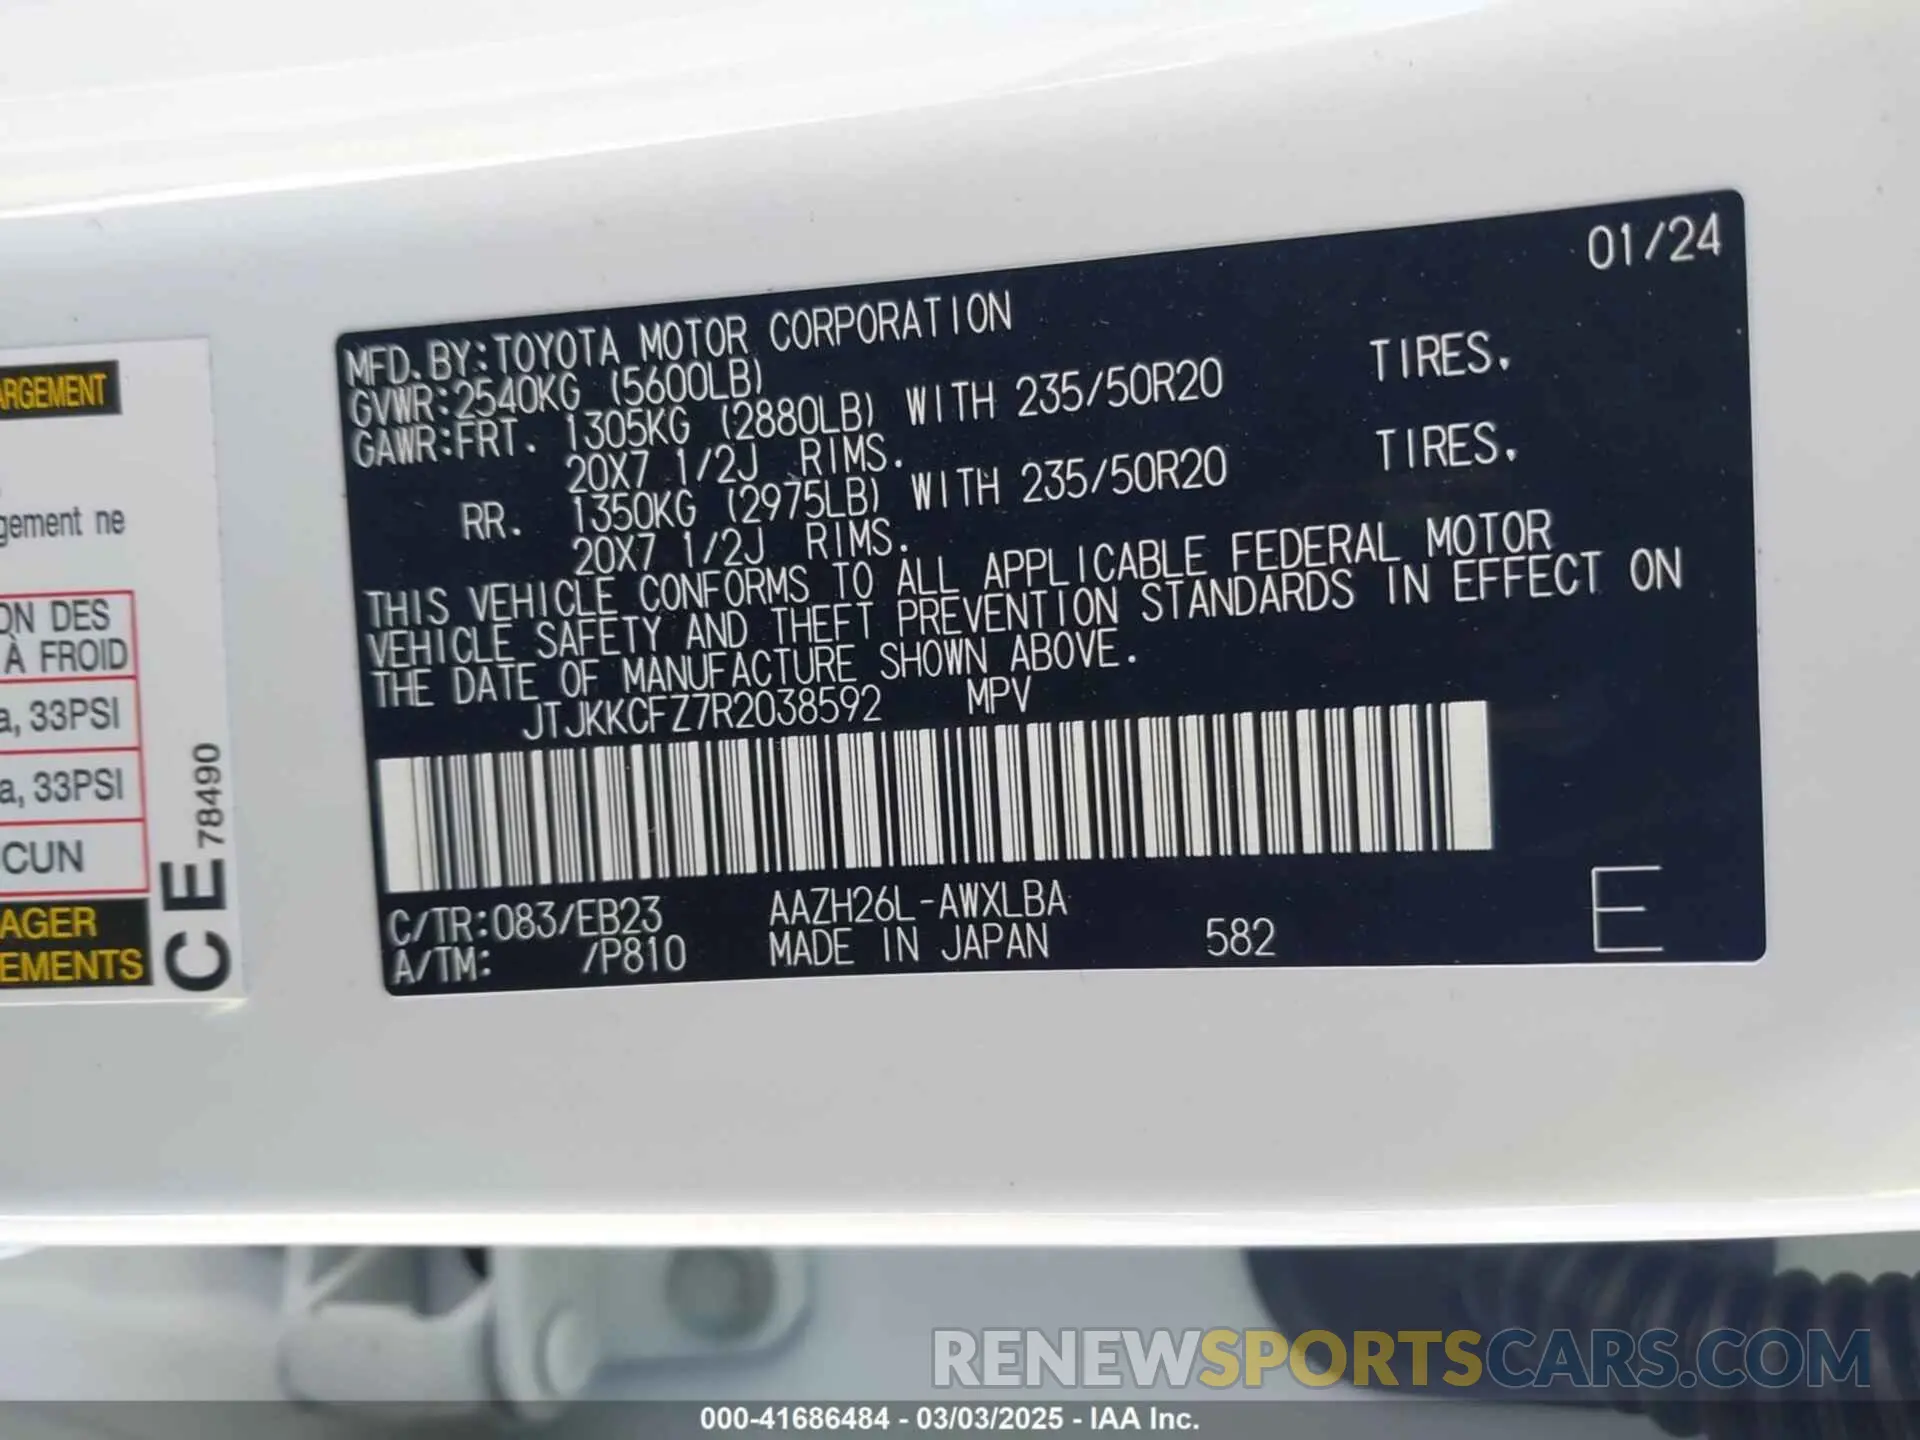 01/24
MFD.BY:TOYOTA MOTOR CORPORATION
GVWR:2540KG (5600LB)
GAWR:FRT. 1305KG (2880LB) WITH 235/50R20 TIRES.
20X7 1/2J RIMS.
RR. 1350KG (2975LB) WITH 235/50R20 TIRES.
20X7 1/2J RIMS.
THIS VEHICLE CONFORMS TO ALL APPLICABLE FEDERAL MOTOR
VEHICLE SAFETY AND THEFT PREVENTION STANDARDS IN EFFECT ON
THE DATE OF MANUFACTURE SHOWN ABOVE.
JTJKKCFZ7R2038592 MPV
C/TR:083/EB23 AAZH26L-AWXLBA
A/TM: /P810 MADE IN JAPAN 582 E
ARGEMENT
gement ne
ON DES
À FROID
a, 33PSI
a, 33PSI
CUN
AGER
EMENTS
CE 78490
RENEWSPORTSCARS.COM
000-41686484 - 03/03/2025 - IAA Inc.